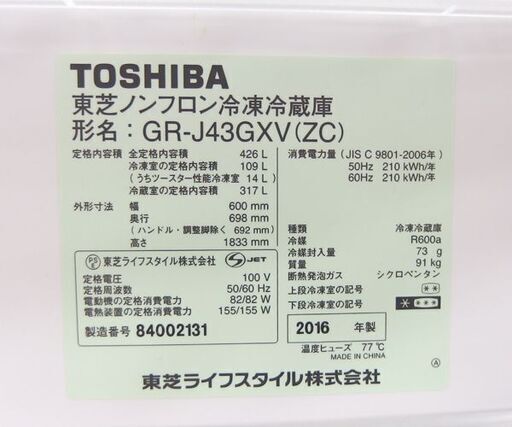 TOSHIBA
東芝ノンフロン冷凍冷蔵庫
形名: GR-J43GXV(ZC)
定格内容積 全定格内容積 426 L
冷凍室の定格内容積 109 L
(うちツースター性能冷凍室 14 L)
冷蔵室の定格内容積 317 L
外形寸法 幅 600 mm
奥行 698 mm
(ハンドル・調整脚除く 692 mm)
高さ 1833 mm
消費電力量 (JIS C 9801-2006年)
50Hz 210 kWh/年
60Hz 210 kWh/年
種類 冷凍冷蔵庫
冷媒 R600a
冷媒封入量 73 g
質量 91 kg
断熱発泡ガス シクロペンタン
上段冷凍室の記号
下段冷凍室の記号
PS E 東芝ライフスタイル株式会社 JET
定格電圧 100 V
定格周波数 50/60 Hz
電動機の定格消費電力 82/82 W
電熱装置の定格消費電力 155/155 W
製造番号 84002131
2016 年製
温度ヒューズ 77℃
MADE IN CHINA
A
東芝ライフスタイル株式会社